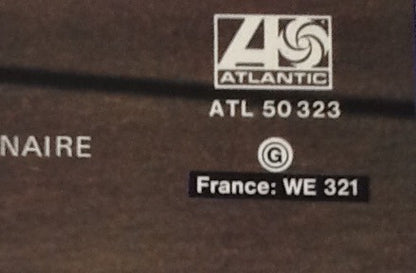 ATLANTIC
ATL 50 323
NAIRE
G
France: WE 321